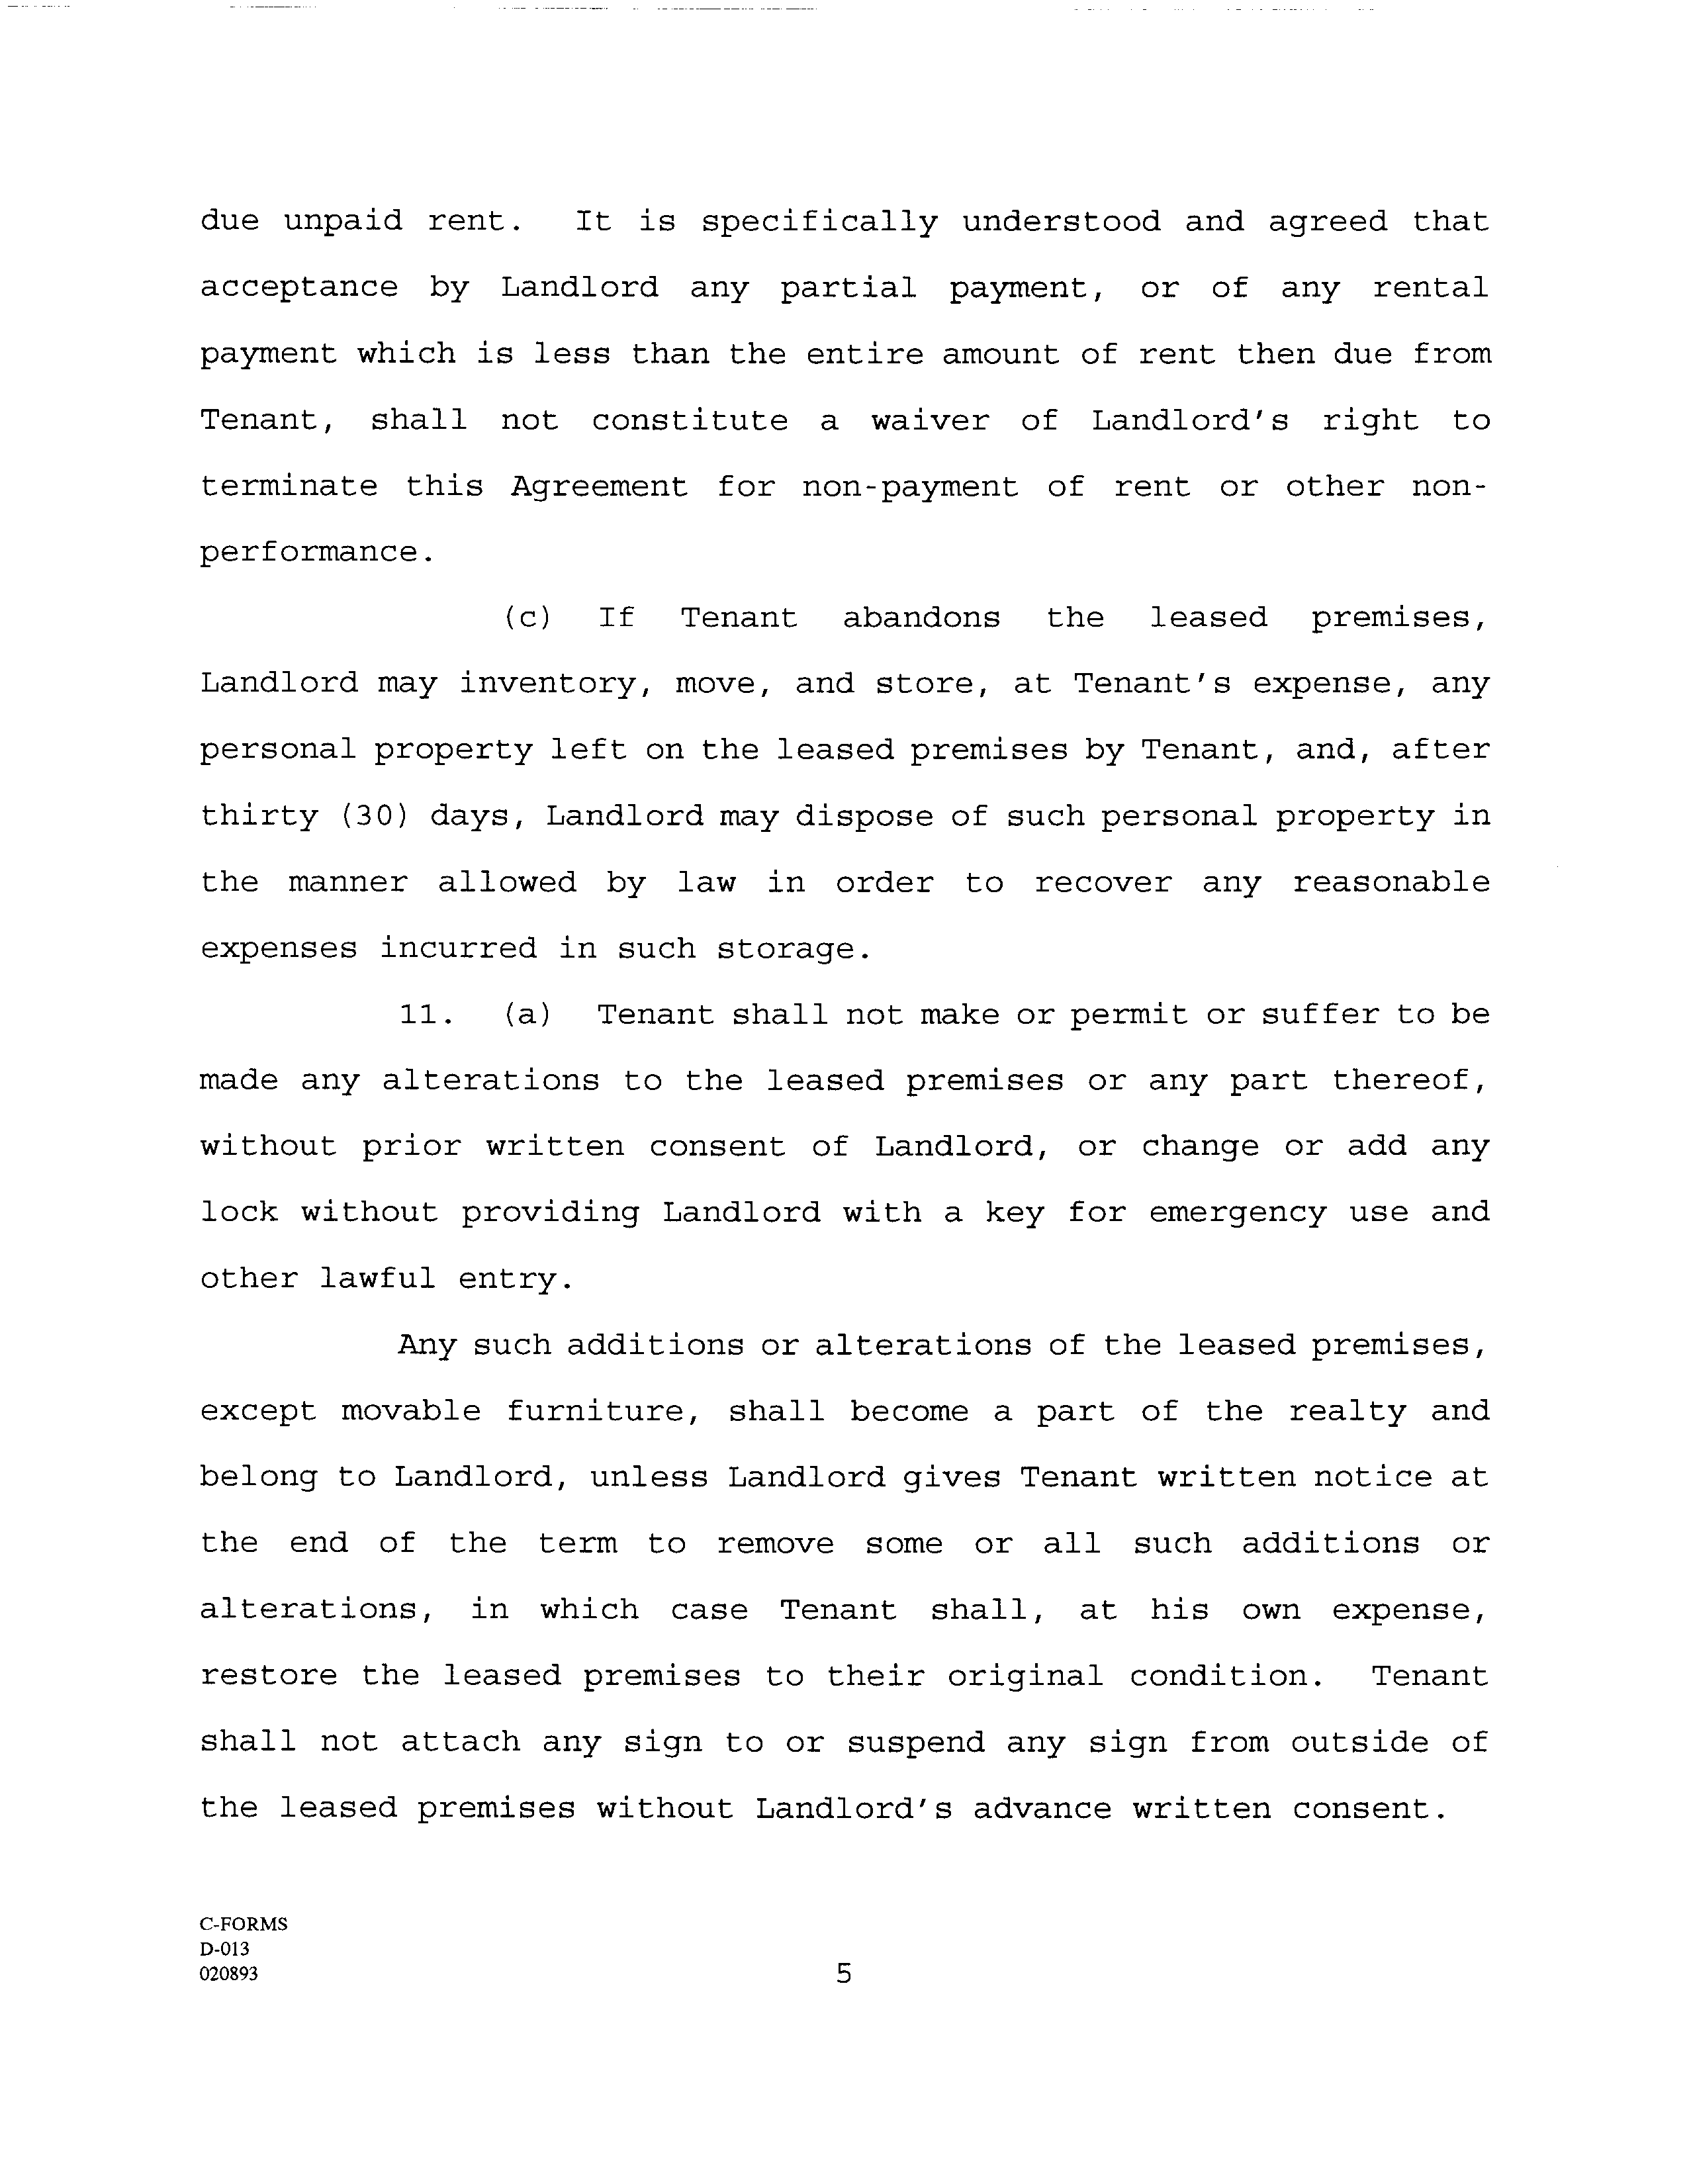 due unpaid rent. It is specifically understood and agreed that
acceptance by Landlord any partial payment, or of any rental
payment which is less than the entire amount of rent then due from
Tenant, shall not constitute a waiver of Landlord's right to
terminate this Agreement for non-payment of rent or other non-
performance.
(c) If Tenant abandons the leased premises,
Landlord may inventory, move, and store, at Tenant's expense, any
personal property left on the leased premises by Tenant, and, after
thirty (30) days, Landlord may dispose of such personal property in
the manner allowed by law in order to recover any reasonable
expenses incurred in such storage.
11. (a) Tenant shall not make or permit or suffer to be
made any alterations to the leased premises or any part thereof,
without prior written consent of Landlord, or change or add any
lock without providing Landlord with a key for emergency use and
other lawful entry.
Any such additions or alterations of the leased premises,
except movable furniture, shall become a part of the realty and
belong to Landlord, unless Landlord gives Tenant written notice at
the end of the term to remove some or all such additions or
alterations, in which case Tenant shall, at his own expense,
restore the leased premises to their original condition. Tenant
shall not attach any sign to or suspend any sign from outside of
the leased premises without Landlord's advance written consent.
C-FORMS
D-013
020893
5